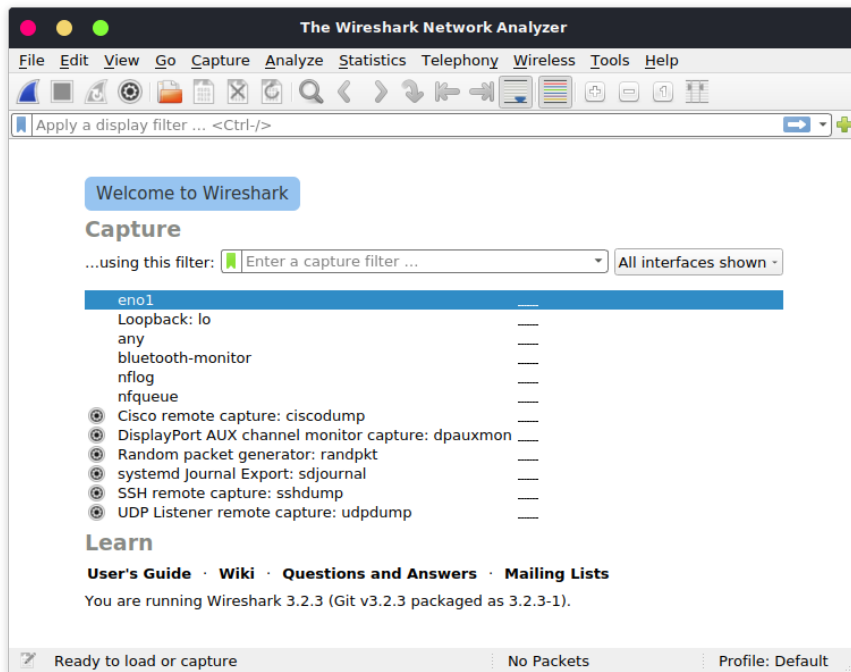 The Wireshark Network Analyzer
File Edit View Go Capture Analyze Statistics Telephony Wireless Tools Help
Apply a display filter ... <Ctrl-/>
Welcome to Wireshark
Capture
...using this filter: Enter a capture filter ... All interfaces shown
eno1
Loopback: lo
any
bluetooth-monitor
nflog
nfqueue
Cisco remote capture: ciscodump
DisplayPort AUX channel monitor capture: dpauxmon
Random packet generator: randpkt
systemd Journal Export: sdjournal
SSH remote capture: sshdump
UDP Listener remote capture: udpdump
Learn
User's Guide · Wiki · Questions and Answers · Mailing Lists
You are running Wireshark 3.2.3 (Git v3.2.3 packaged as 3.2.3-1).
Ready to load or capture No Packets Profile: Default